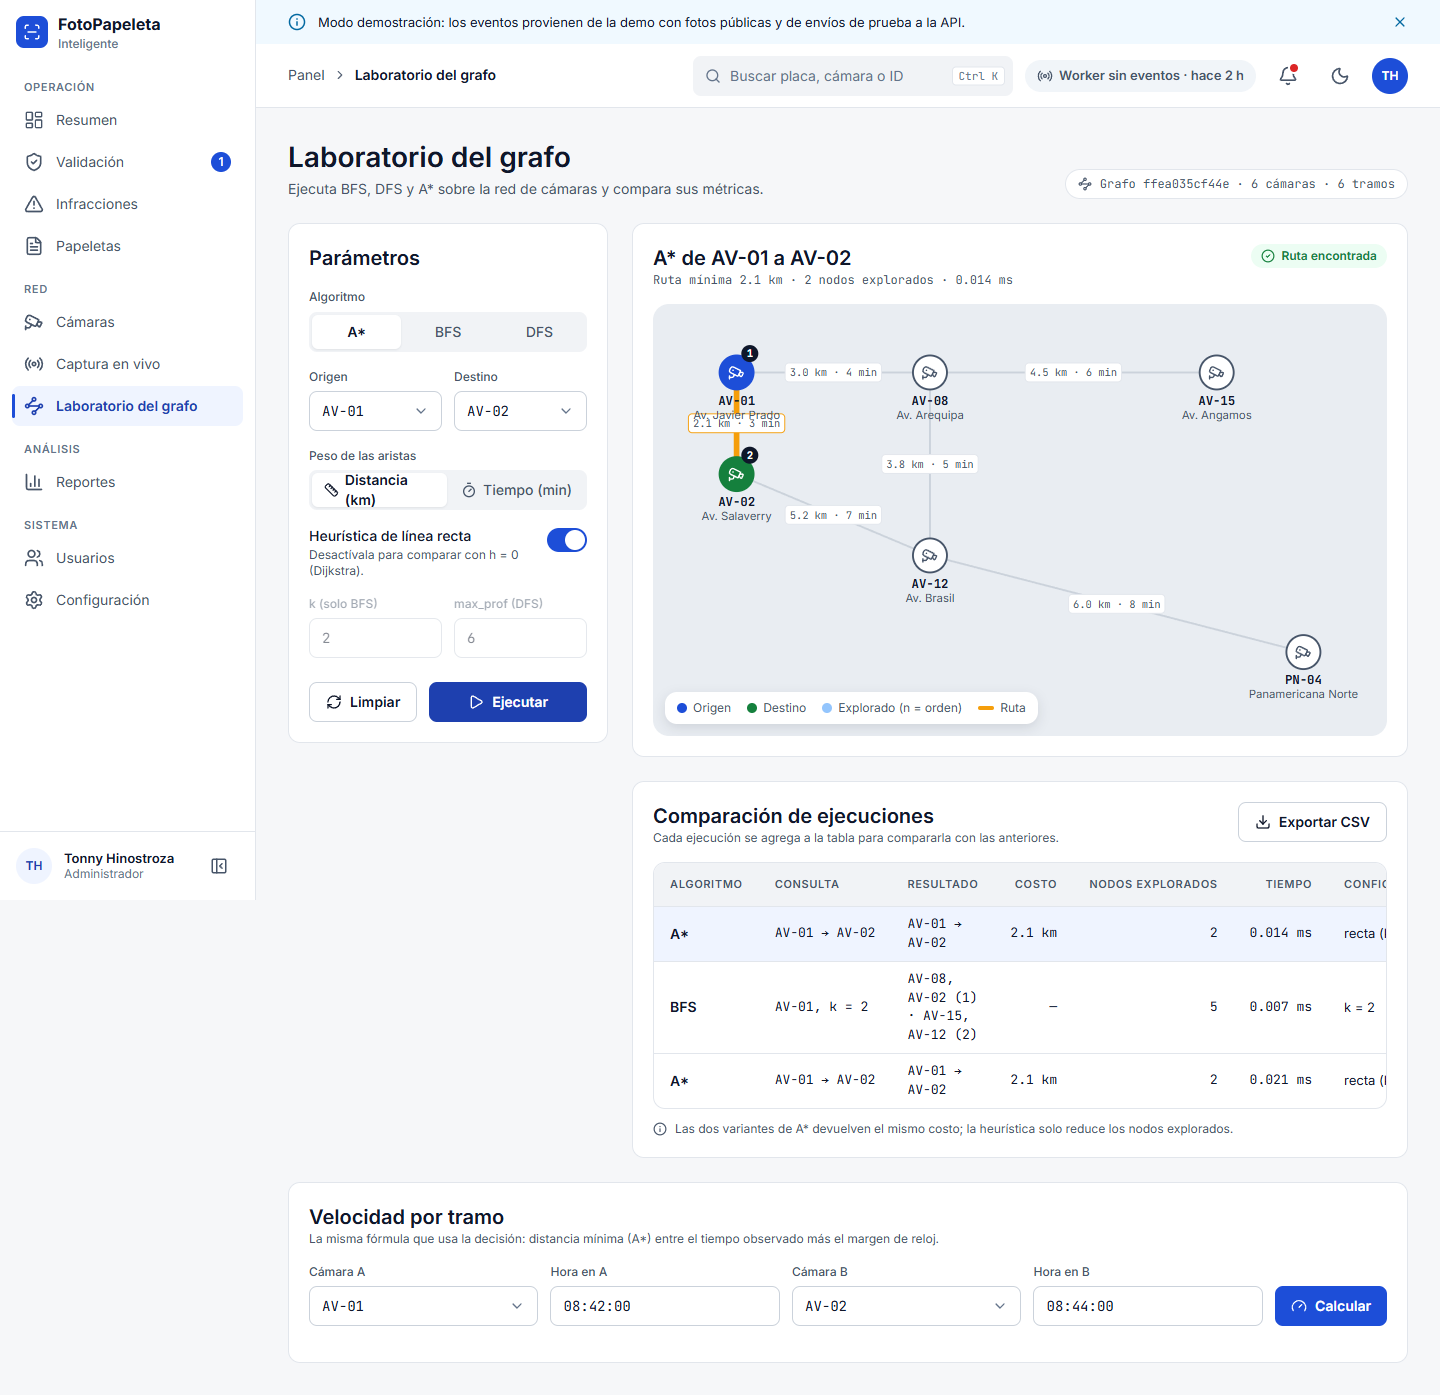 FotoPapeleta
Inteligente
OPERACIÓN
Resumen
Validación
1
Infracciones
Papeletas
RED
Cámaras
Captura en vivo
Laboratorio del grafo
ANÁLISIS
Reportes
SISTEMA
Usuarios
Configuración
TH
Tonny Hinostroza
Administrador
Modo demostración: los eventos provienen de la demo con fotos públicas y de envíos de prueba a la API.
Panel
Laboratorio del grafo
Buscar placa, cámara o ID
Ctrl K
Worker sin eventos · hace 2 h
TH
Laboratorio del grafo
Ejecuta BFS, DFS y A* sobre la red de cámaras y compara sus métricas.
Grafo ffea035cf44e · 6 cámaras · 6 tramos
Parámetros
Algoritmo
A*
BFS
DFS
Origen
Destino
AV-01
AV-02
Peso de las aristas
Distancia
(km)
Tiempo (min)
Heurística de línea recta
Desactívala para comparar con h = 0
(Dijkstra).
k (solo BFS)
max_prof (DFS)
2
6
Limpiar
Ejecutar
A* de AV-01 a AV-02
Ruta mínima 2.1 km · 2 nodos explorados · 0.014 ms
Ruta encontrada
1
3.0 km · 4 min
4.5 km · 6 min
AV-01
Av. Javier Prado
AV-08
Av. Arequipa
AV-15
Av. Angamos
2.1 km · 3 min
2
3.8 km · 5 min
AV-02
Av. Salaverry
5.2 km · 7 min
AV-12
Av. Brasil
6.0 km · 8 min
PN-04
Panamericana Norte
Origen
Destino
Explorado (n = orden)
Ruta
Comparación de ejecuciones
Cada ejecución se agrega a la tabla para compararla con las anteriores.
Exportar CSV
ALGORITMO CONSULTA RESULTADO COSTO NODOS EXPLORADOS TIEMPO CONFIG
A* AV-01 → AV-02 AV-01 → 2.1 km 2 0.014 ms recta (
AV-02
BFS AV-01, k = 2 AV-08, — 5 0.007 ms k = 2
AV-02 (1)
· AV-15,
AV-12 (2)
A* AV-01 → AV-02 AV-01 → 2.1 km 2 0.021 ms recta (
AV-02
Las dos variantes de A* devuelven el mismo costo; la heurística solo reduce los nodos explorados.
Velocidad por tramo
La misma fórmula que usa la decisión: distancia mínima (A*) entre el tiempo observado más el margen de reloj.
Cámara A
Hora en A
Cámara B
Hora en B
AV-01
08:42:00
AV-02
08:44:00
Calcular